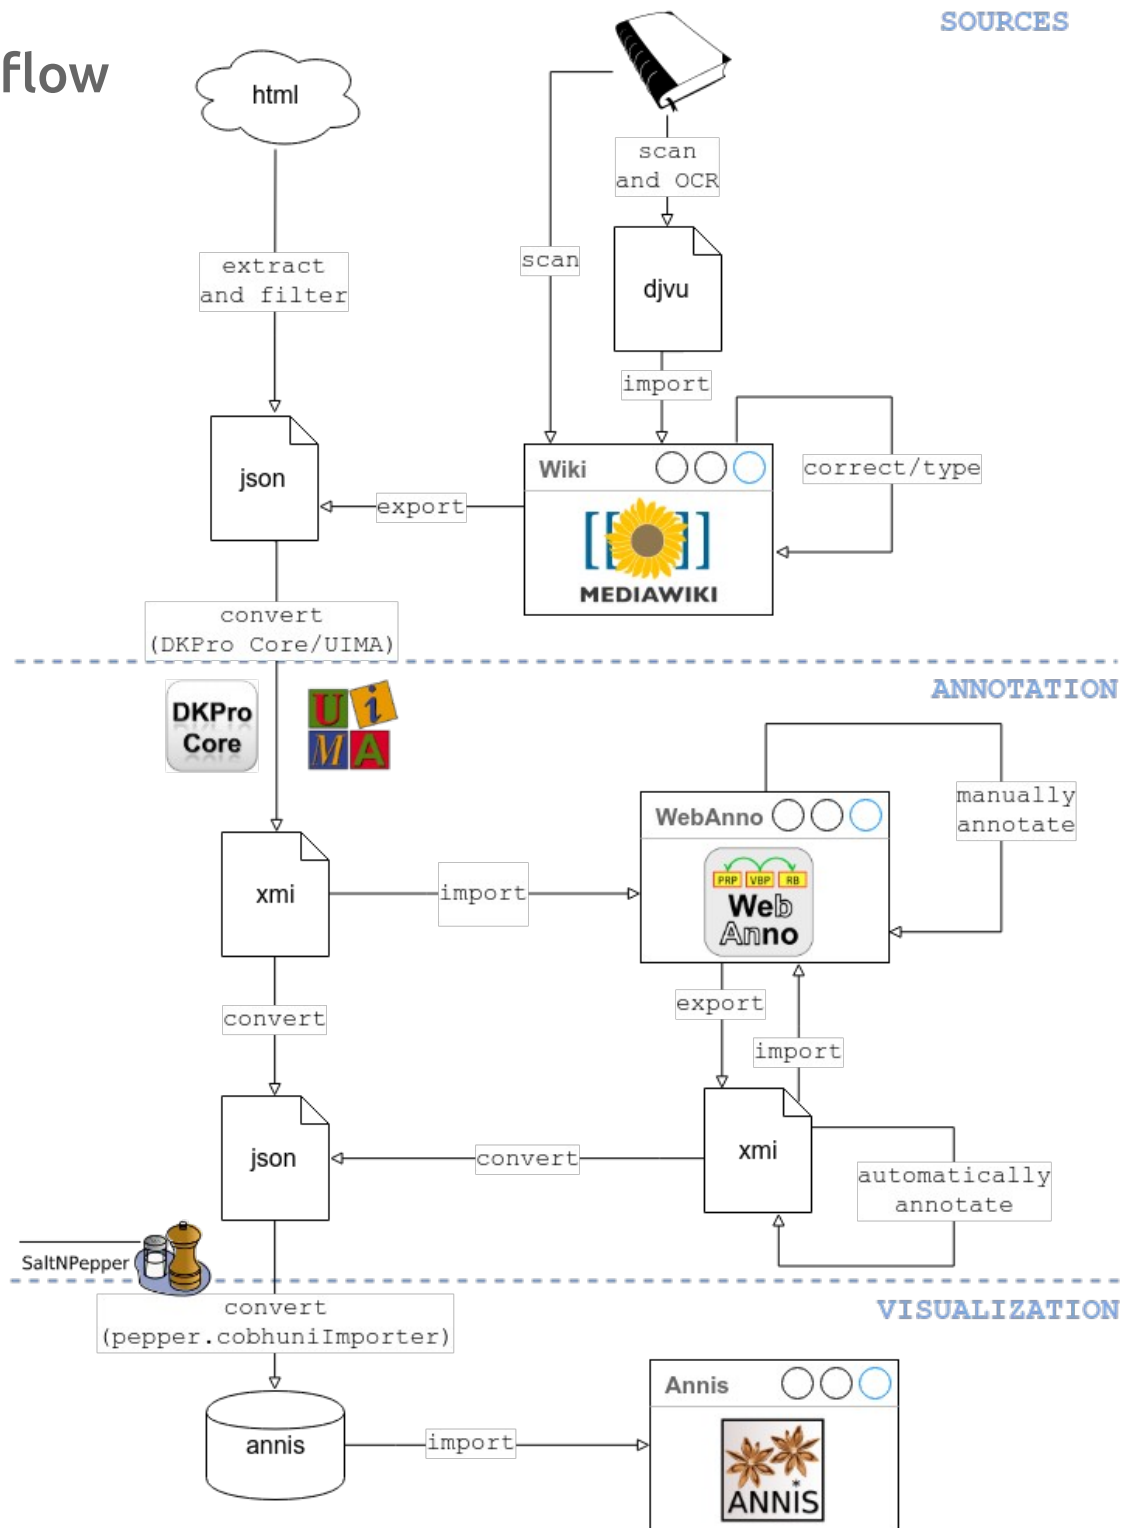 SOURCES
flow
html
scan
and OCR
scan
extract
and filter
djvu
import
Wiki
correct/type
json
export
[[ ]]
MEDIAWIKI
convert
(DKPro Core/UIMA)
ANNOTATION
DKPro
Core
U i
M A
manually
annotate
WebAnno
PRP VBP RB
Web
Anno
xmi
import
export
convert
import
json
convert
xmi
automatically
annotate
SaltNPepper
convert
(pepper.cobhuniImporter)
VISUALIZATION
Annis
annis
import
ANNIS